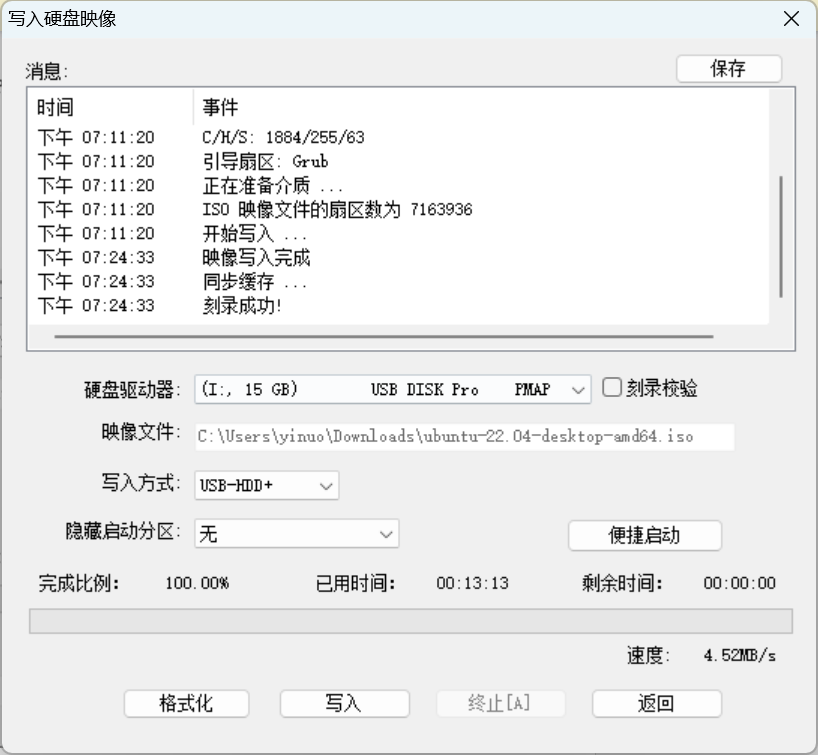 写入硬盘映像
消息:
保存
时间 事件
下午 07:11:20 C/H/S: 1884/255/63
下午 07:11:20 引导扇区: Grub
下午 07:11:20 正在准备介质 ...
下午 07:11:20 ISO 映像文件的扇区数为 7163936
下午 07:11:20 开始写入 ...
下午 07:24:33 映像写入完成
下午 07:24:33 同步缓存 ...
下午 07:24:33 刻录成功!
硬盘驱动器: (I:, 15 GB) USB DISK Pro PMAP 刻录校验
映像文件: C:\Users\yinuo\Downloads\ubuntu-22.04-desktop-amd64.iso
写入方式: USB-HDD+
隐藏启动分区: 无 便捷启动
完成比例: 100.00% 已用时间: 00:13:13 剩余时间: 00:00:00
速度: 4.52MB/s
格式化 写入 终止[A] 返回